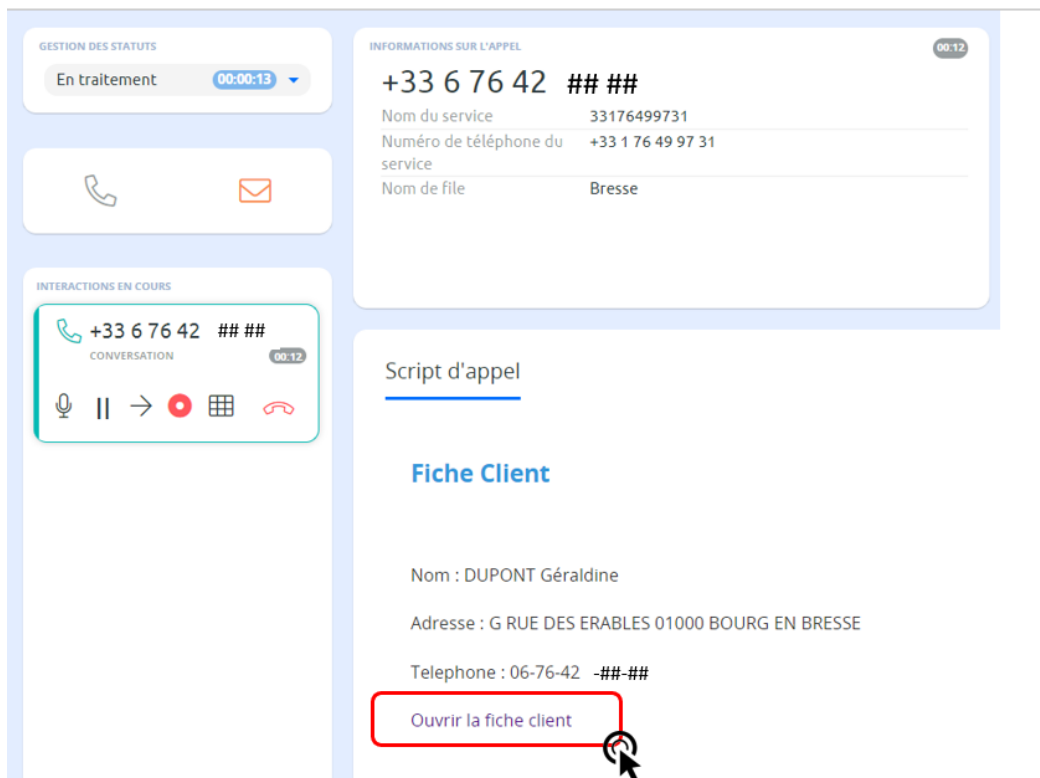 GESTION DES STATUTS
En traitement 00:00:13
INFORMATIONS SUR L'APPEL 00:12
+33 6 76 42 ## ##
Nom du service 33176499731
Numéro de téléphone du service +33 1 76 49 97 31
Nom de file Bresse
INTERACTIONS EN COURS
+33 6 76 42 ## ##
CONVERSATION 00:12
Script d'appel
Fiche Client
Nom : DUPONT Géraldine
Adresse : G RUE DES ERABLES 01000 BOURG EN BRESSE
Telephone : 06-76-42 -##-##
Ouvrir la fiche client